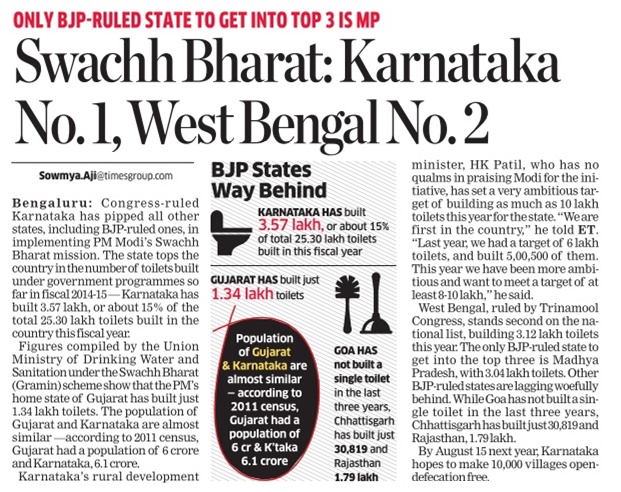 ONLY BJP-RULED STATE TO GET INTO TOP 3 IS MP
Swachh Bharat: Karnataka
No. 1, West Bengal No. 2
Sowmya.Aji@timesgroup.com
Bengaluru: Congress-ruled
Karnataka has pipped all other
states, including BJP-ruled ones, in
implementing PM Modi's Swachh
Bharat mission. The state tops the
country in the number of toilets built
under government programmes so
far in fiscal 2014-15 — Karnataka has
built 3.57 lakh, or about 15% of the
total 25.30 lakh toilets built in the
country this fiscal year.
Figures compiled by the Union
Ministry of Drinking Water and
Sanitation under the Swachh Bharat
(Gramin) scheme show that the PM's
home state of Gujarat has built just
1.34 lakh toilets. The population of
Gujarat and Karnataka are almost
similar —according to 2011 census,
Gujarat had a population of 6 crore
and Karnataka, 6.1 crore.
Karnataka's rural development
BJP States
Way Behind
KARNATAKA HAS built
3.57 lakh, or about 15%
of total 25.30 lakh toilets
built in this fiscal year
GUJARAT HAS built just
1.34 lakh toilets
Population
of Gujarat
& Karnataka are
almost similar
— according to
2011 census,
Gujarat had a
population of
6 cr & K'taka
6.1 crore
GOA HAS
not built a
single toilet
in the last
three years,
Chhattisgarh
has built just
30,819 and
Rajasthan
1.79 lakh
minister, HK Patil, who has no
qualms in praising Modi for the ini-
tiative, has set a very ambitious tar-
get of building as much as 10 lakh
toilets this year for the state. "We are
first in the country," he told ET.
"Last year, we had a target of 6 lakh
toilets, and built 5,00,500 of them.
This year we have been more ambi-
tious and want to meet a target of at
least 8-10 lakh," he said.
West Bengal, ruled by Trinamool
Congress, stands second on the na-
tional list, building 3.12 lakh toilets
this year. The only BJP-ruled state to
get into the top three is Madhya
Pradesh, with 3.04 lakh toilets. Other
BJP-ruled states are lagging woefully
behind. While Goa has not built a sin-
gle toilet in the last three years,
Chhattisgarh has built just 30,819 and
Rajasthan, 1.79 lakh.
By August 15 next year, Karnataka
hopes to make 10,000 villages open-
defecation free.